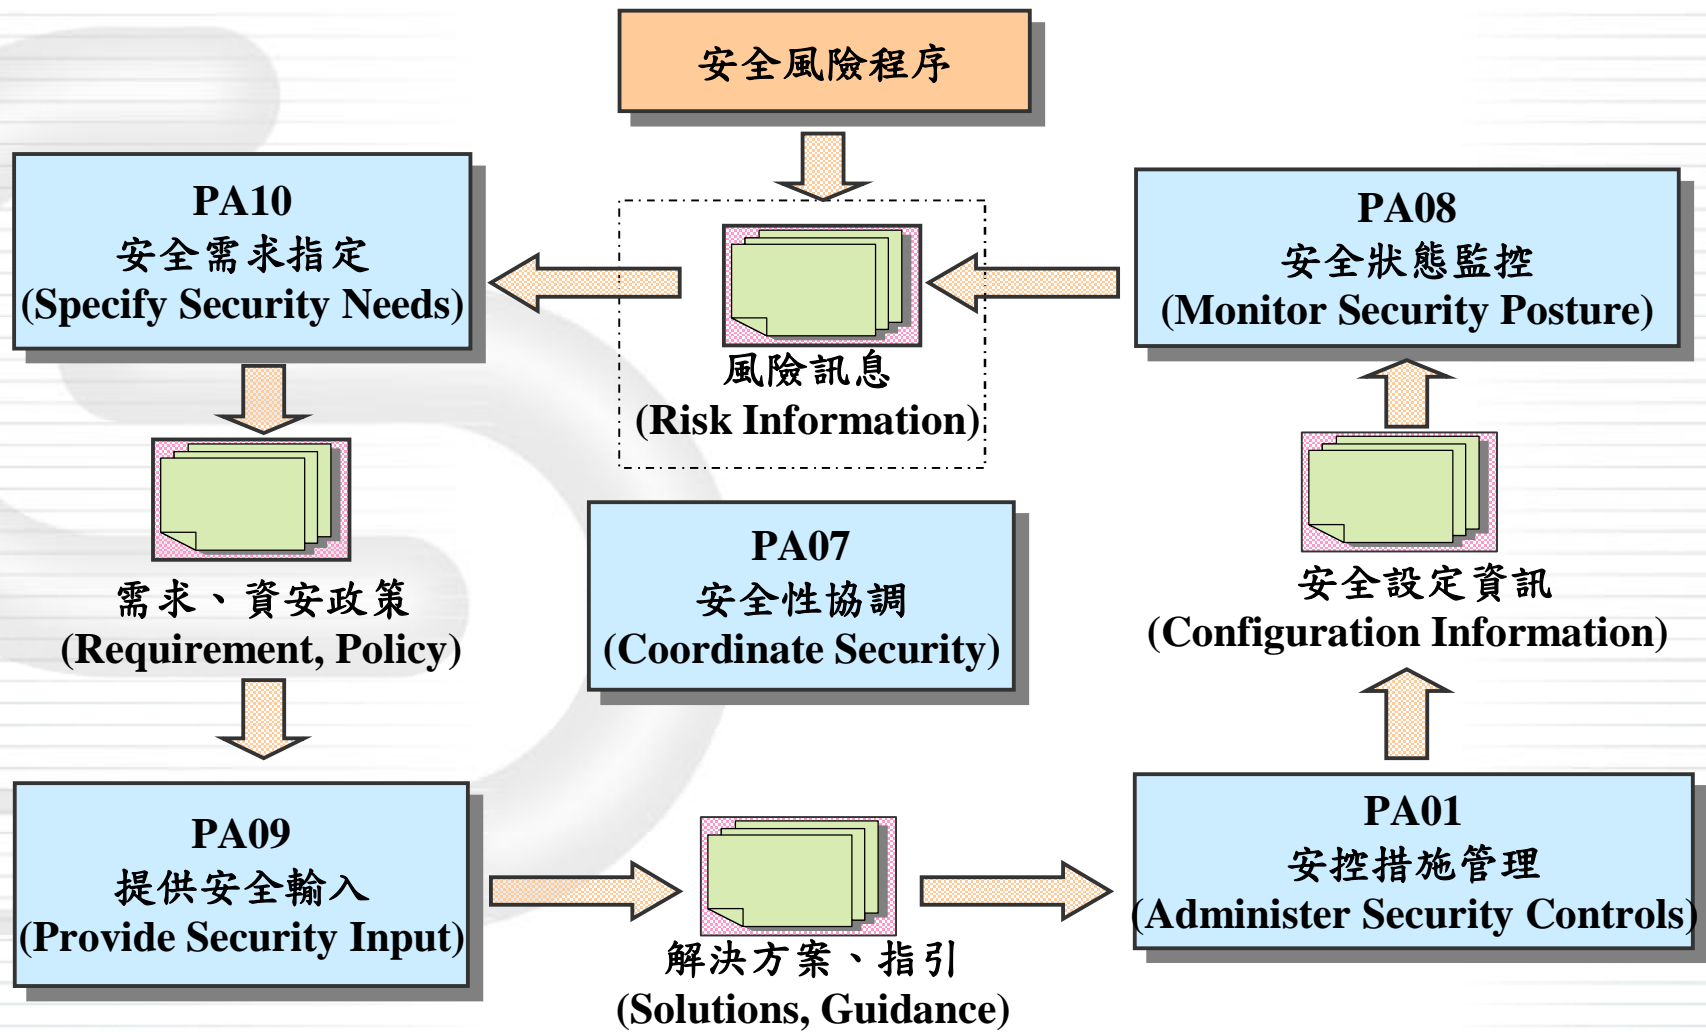 安全風險程序
PA10
安全需求指定
(Specify Security Needs)
風險訊息
(Risk Information)
PA08
安全狀態監控
(Monitor Security Posture)
需求、資安政策
(Requirement, Policy)
PA07
安全性協調
(Coordinate Security)
安全設定資訊
(Configuration Information)
PA09
提供安全輸入
(Provide Security Input)
解決方案、指引
(Solutions, Guidance)
PA01
安控措施管理
(Administer Security Controls)